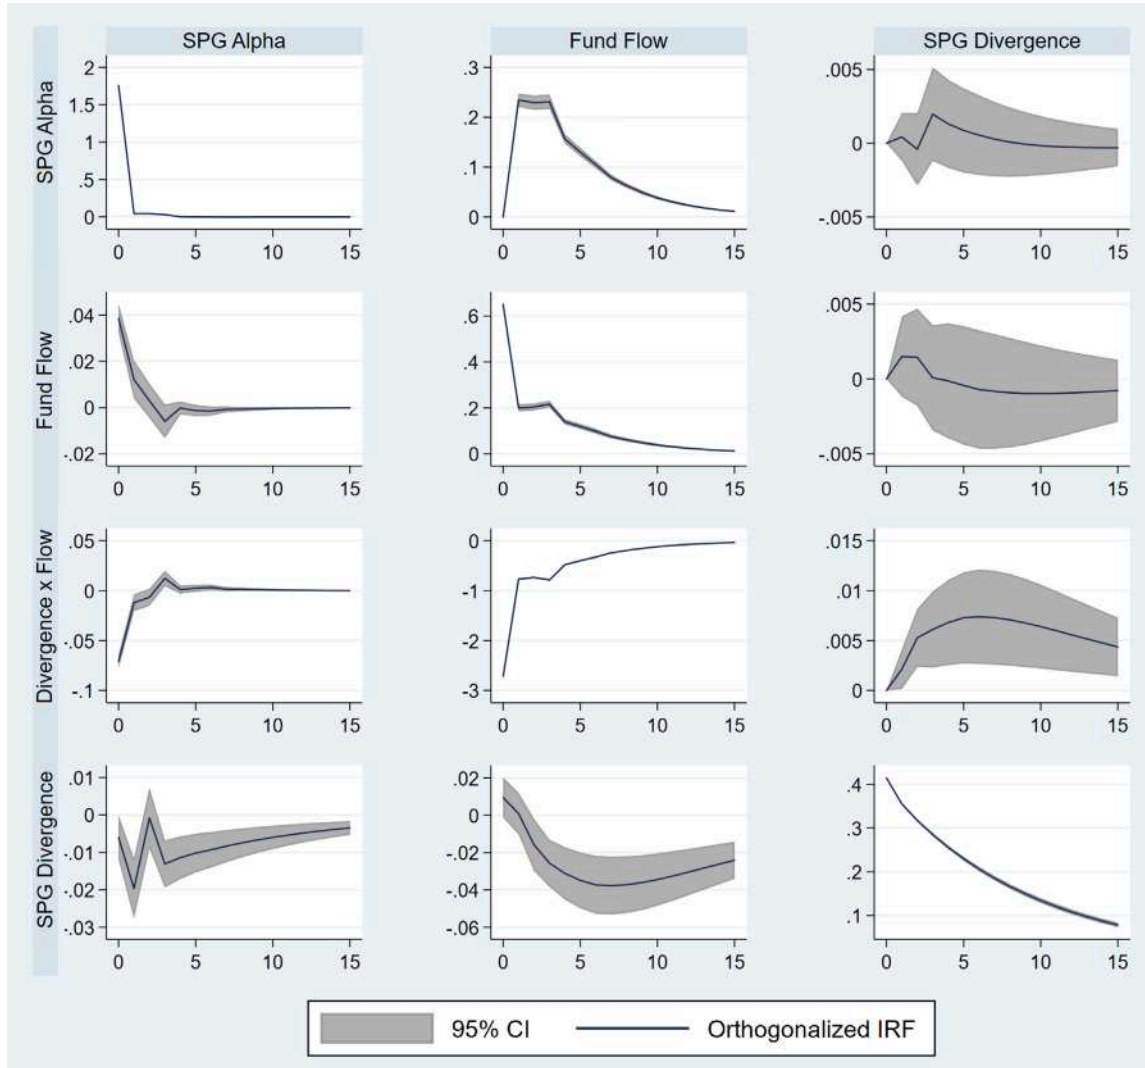 SPG Alpha
Fund Flow
SPG Divergence
SPG Alpha
2
1.5
1
.5
0
0 5 10 15
.3
.2
.1
0
0 5 10 15
.005
0
-.005
0 5 10 15
Fund Flow
.04
.02
0
-.02
0 5 10 15
.6
.4
.2
0
0 5 10 15
.005
0
-.005
0 5 10 15
Divergence x Flow
.05
0
-.05
-.1
0 5 10 15
0
-1
-2
-3
0 5 10 15
.015
.01
.005
0
0 5 10 15
SPG Divergence
.01
0
-.01
-.02
-.03
0 5 10 15
.02
0
-.02
-.04
-.06
0 5 10 15
.4
.3
.2
.1
0 5 10 15
95% CI
Orthogonalized IRF